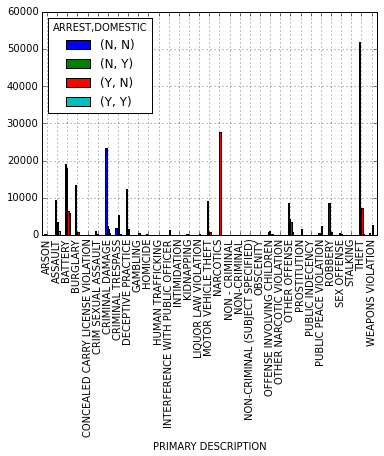 60000
50000
40000
30000
20000
10000
0
ARREST,DOMESTIC
(N, N)
(N, Y)
(Y, N)
(Y, Y)
ARSON
ASSAULT
BATTERY
BURGLARY
CONCEALED CARRY LICENSE VIOLATION
CRIM SEXUAL ASSAULT
CRIMINAL DAMAGE
CRIMINAL TRESPASS
DECEPTIVE PRACTICE
GAMBLING
HOMICIDE
HUMAN TRAFFICKING
INTERFERENCE WITH PUBLIC OFFICER
INTIMIDATION
KIDNAPPING
LIQUOR LAW VIOLATION
MOTOR VEHICLE THEFT
NARCOTICS
NON - CRIMINAL
NON-CRIMINAL
NON-CRIMINAL (SUBJECT SPECIFIED)
OBSCENITY
OFFENSE INVOLVING CHILDREN
OTHER NARCOTIC VIOLATION
OTHER OFFENSE
PROSTITUTION
PUBLIC INDECENCY
PUBLIC PEACE VIOLATION
ROBBERY
SEX OFFENSE
STALKING
THEFT
WEAPONS VIOLATION
PRIMARY DESCRIPTION